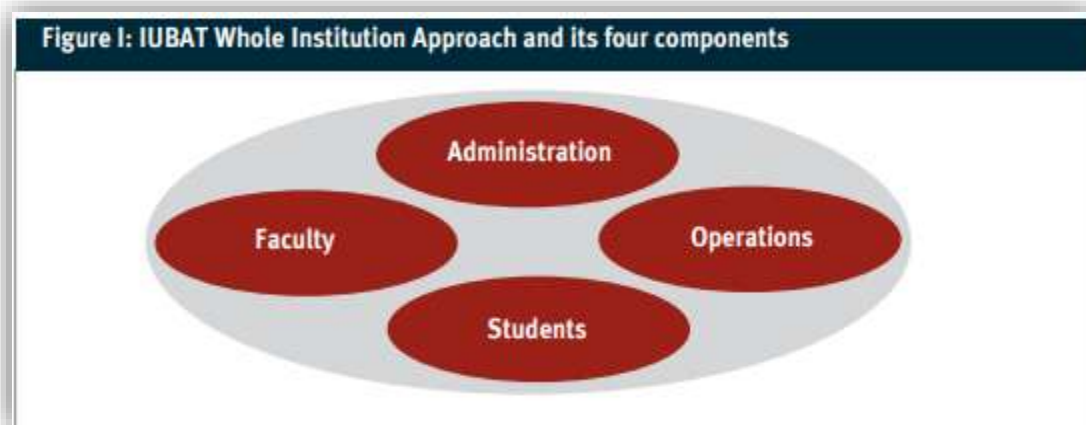 Figure I: IUBAT Whole Institution Approach and its four components
Administration
Faculty
Operations
Students